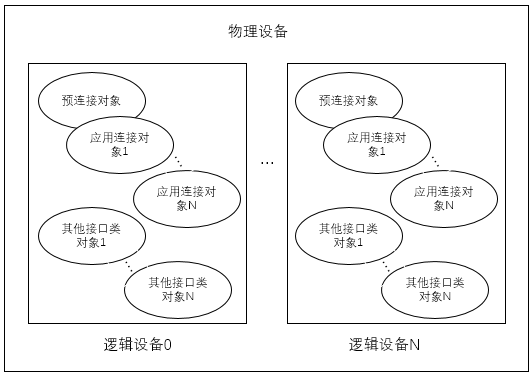 物理设备
预连接对象
应用连接对
象1
应用连接对
象N
其他接口类
对象1
其他接口类
对象N
逻辑设备0
...
预连接对象
应用连接对
象1
应用连接对
象N
其他接口类
对象1
其他接口类
对象N
逻辑设备N